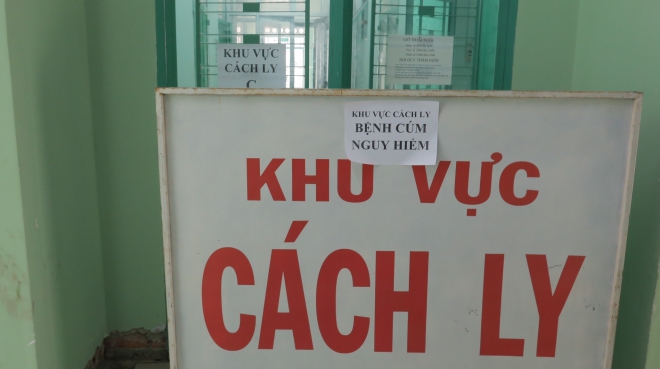 KHU VỰC
CÁCH LY
C
KHU VỰC CÁCH LY
BỆNH CÚM
NGUY HIỂM
KHU VỰC
CÁCH LY